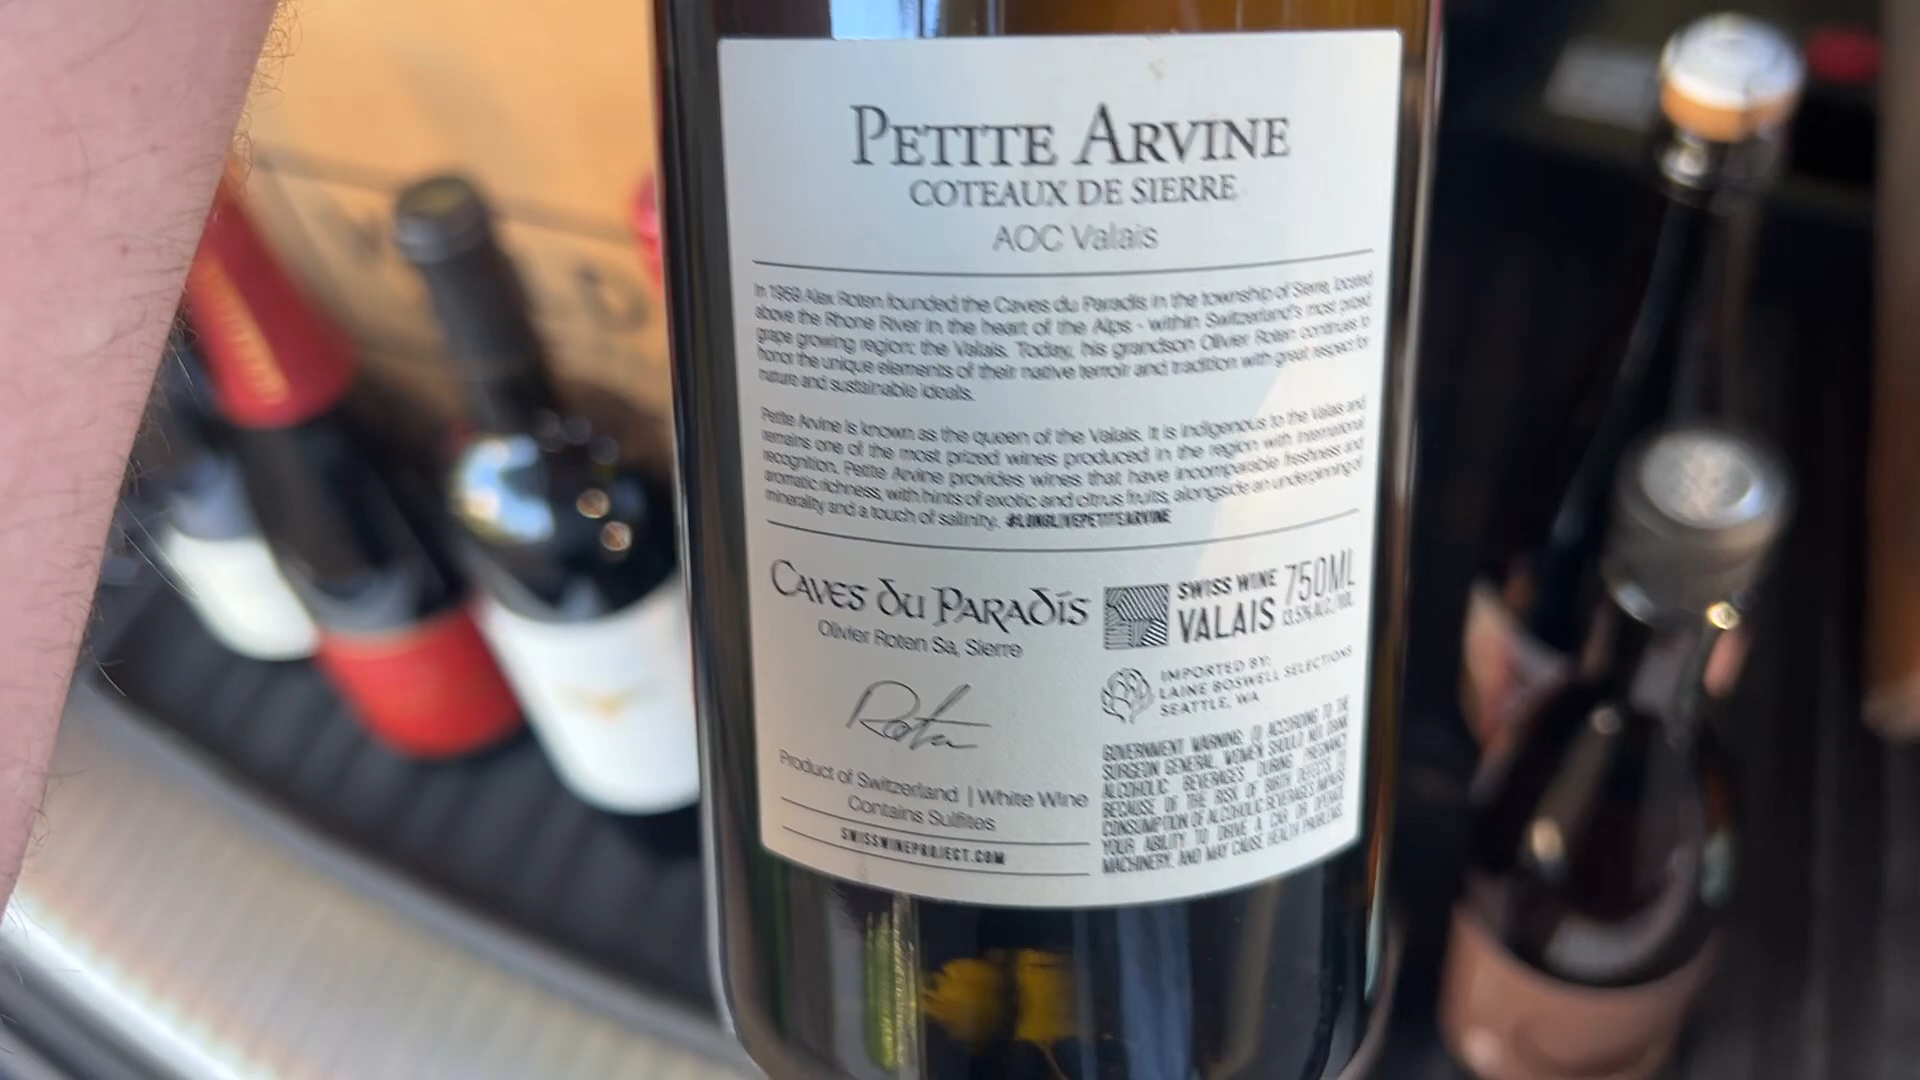 PETITE ARVINE
COTEAUX DE SIERRE
AOC Valais
In 1959 Alex Roten founded the Caves du Paradis in the township of Sierre, located
above the Rhone River in the heart of the Alps - within Switzerland's most prized
grape growing region: the Valais. Today, his grandson Olivier Roten continues to
honor the unique elements of their native terroir and tradition with great respect for
nature and sustainable ideals.
Petite Arvine is known as the queen of the Valais. It is indigenous to the Valais and
remains one of the most prized wines produced in the region with international
recognition. Petite Arvine provides wines that have incomparable freshness and
aromatic richness, with hints of exotic and citrus fruits, alongside an underpinning of
minerality and a touch of salinity. #LONGLIVEPETITEARVINE
CAVES DU PARADIS
Olivier Roten Sa, Sierre
Roten
Product of Switzerland | White Wine
Contains Sulfites
SWISSWINEPROJECT.COM
SWISS WINE
VALAIS
750ML
13.5% ALC./VOL.
IMPORTED BY:
LAINE BOSWELL SELECTIONS
SEATTLE, WA
GOVERNMENT WARNING: (1) ACCORDING TO THE
SURGEON GENERAL, WOMEN SHOULD NOT DRINK
ALCOHOLIC BEVERAGES DURING PREGNANCY
BECAUSE OF THE RISK OF BIRTH DEFECTS. (2)
CONSUMPTION OF ALCOHOLIC BEVERAGES IMPAIRS
YOUR ABILITY TO DRIVE A CAR OR OPERATE
MACHINERY, AND MAY CAUSE HEALTH PROBLEMS.